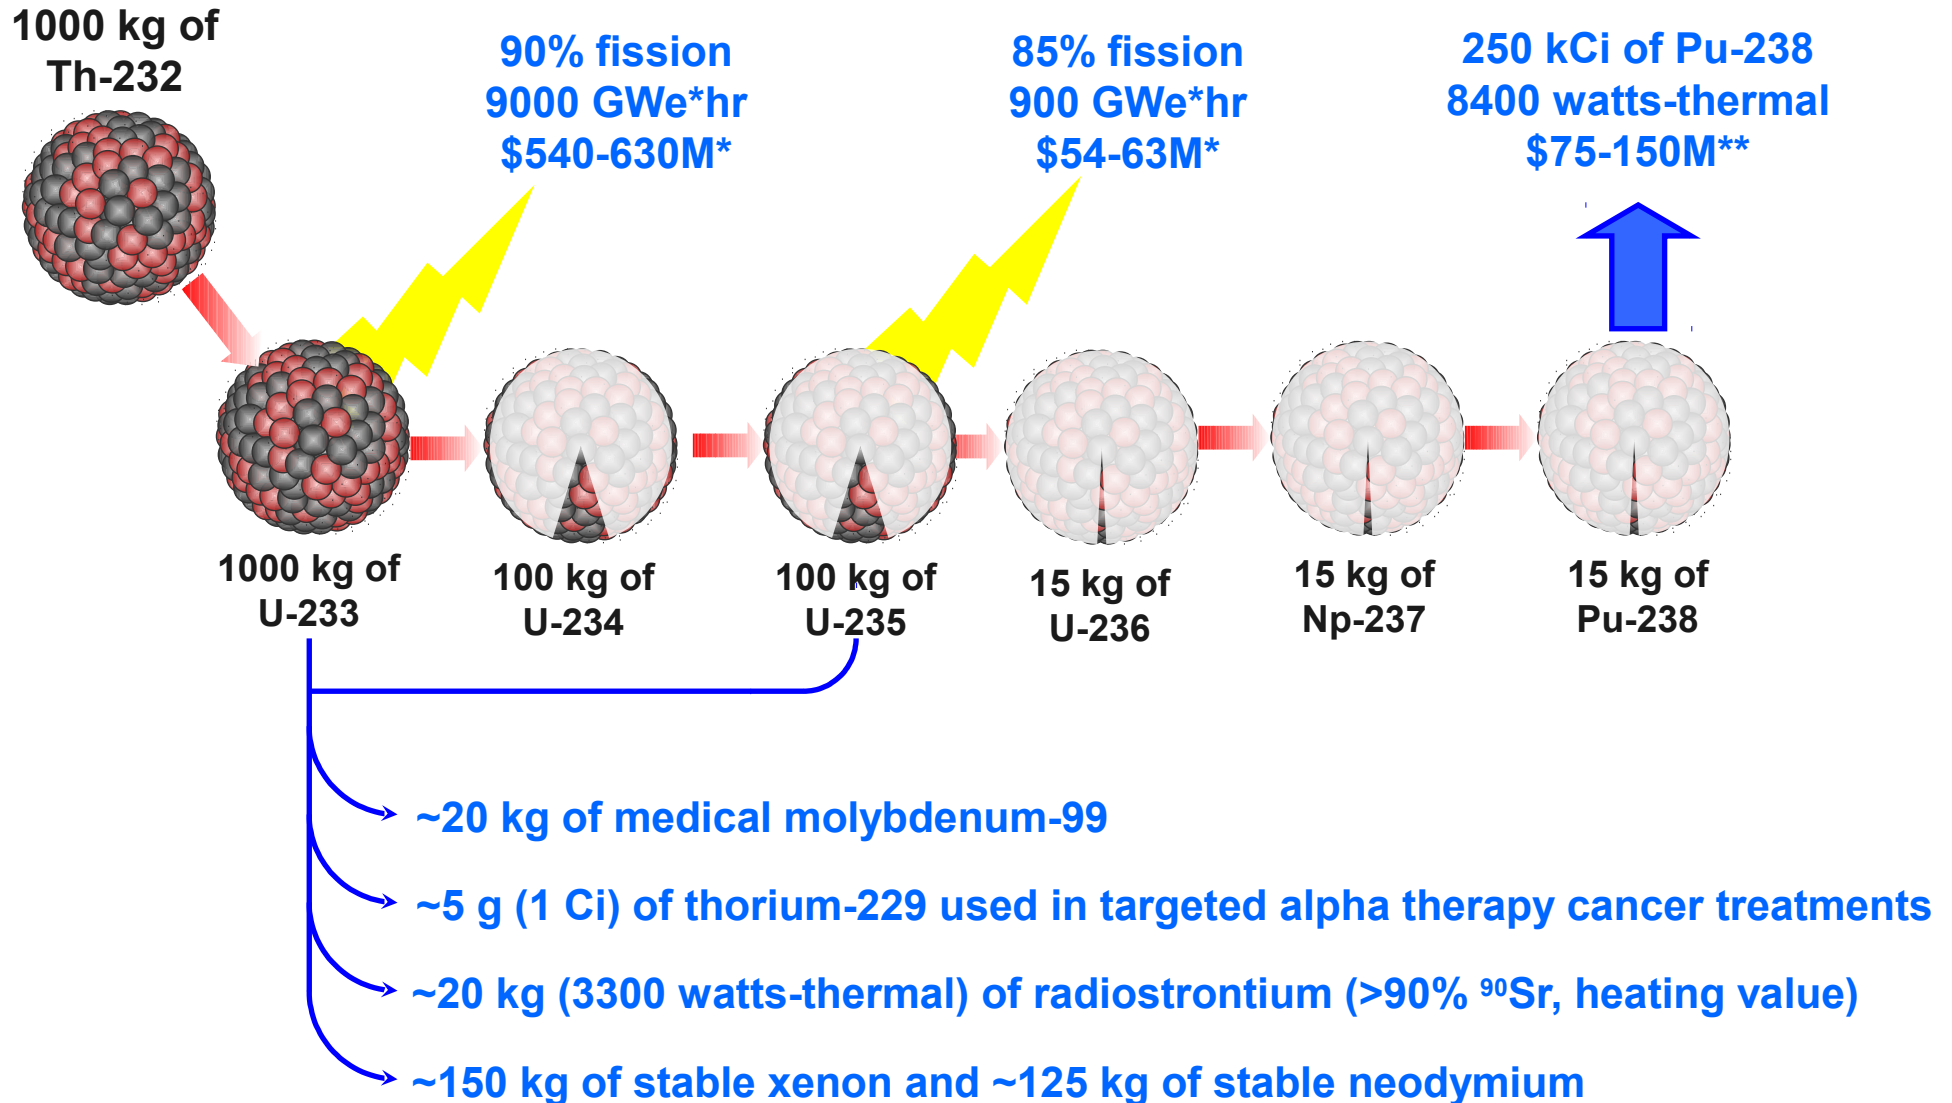 1000 kg of
Th-232
90% fission
9000 GWe*hr
$540-630M*
85% fission
900 GWe*hr
$54-63M*
250 kCi of Pu-238
8400 watts-thermal
$75-150M**
1000 kg of
U-233
100 kg of
U-234
100 kg of
U-235
15 kg of
U-236
15 kg of
Np-237
15 kg of
Pu-238
~20 kg of medical molybdenum-99
~5 g (1 Ci) of thorium-229 used in targeted alpha therapy cancer treatments
~20 kg (3300 watts-thermal) of radiostrontium (>90% ⁹⁰Sr, heating value)
~150 kg of stable xenon and ~125 kg of stable neodymium